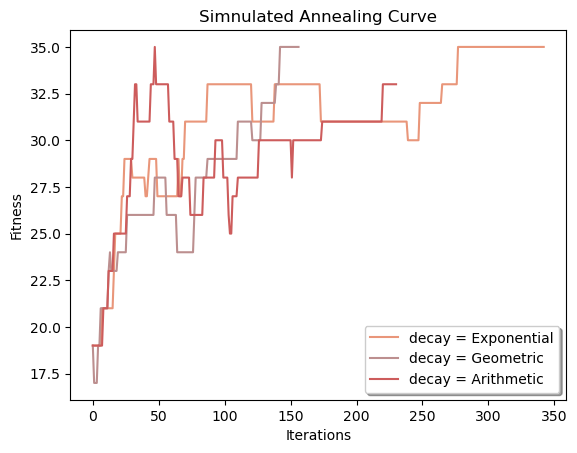 Simnulated Annealing Curve
35.0
32.5
30.0
27.5
25.0
22.5
20.0
17.5
Fitness
0 50 100 150 200 250 300 350
Iterations
decay = Exponential
decay = Geometric
decay = Arithmetic